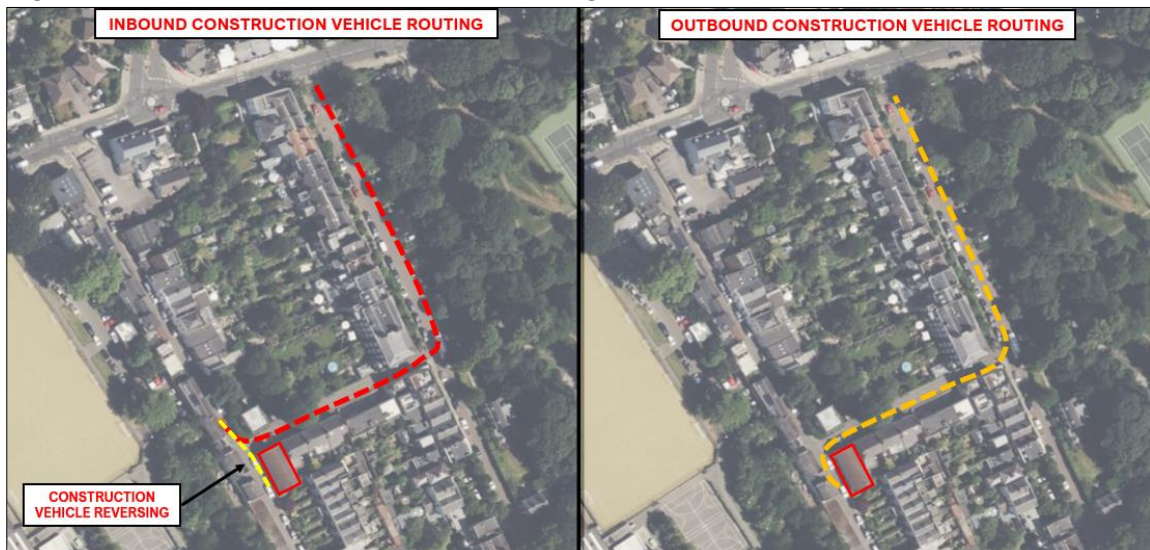 INBOUND CONSTRUCTION VEHICLE ROUTING
OUTBOUND CONSTRUCTION VEHICLE ROUTING
CONSTRUCTION
VEHICLE REVERSING